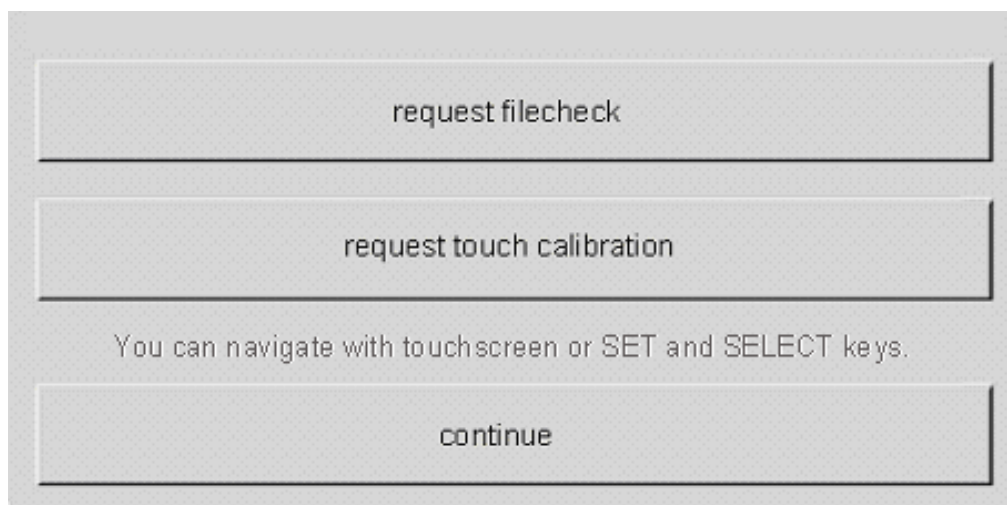 request filecheck
request touch calibration
You can navigate with touchscreen or SET and SELECT keys.
continue